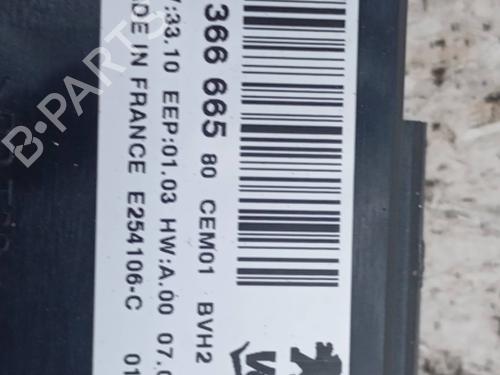 366 665 80 CEM01 BVH2
:33.10 EEP:01.03 HW:A.00 07.0
ADE IN FRANCE E254106-C 01
B-PARTS